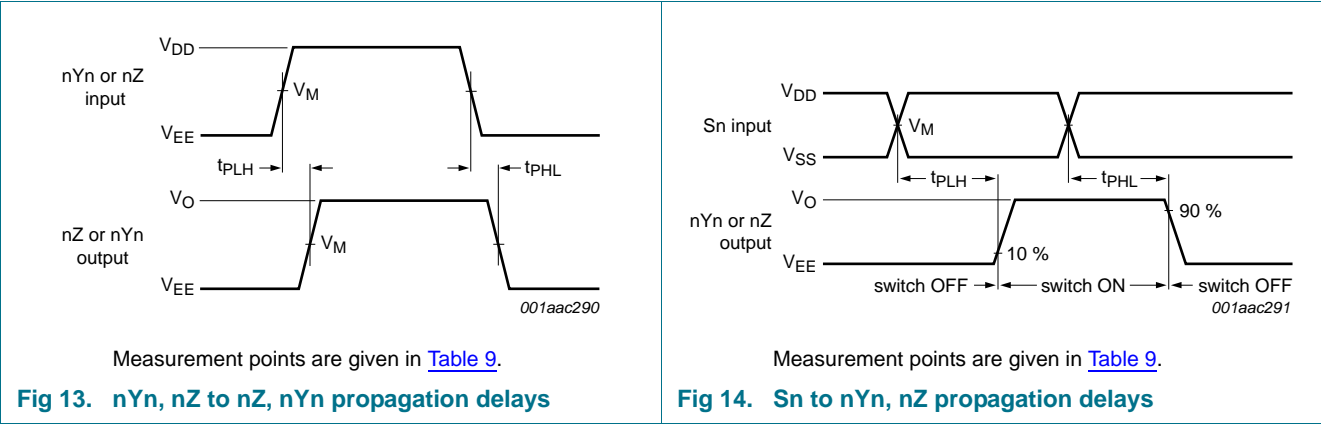 VDD
nYn or nZ
input
VM
VEE
tPLH
tPHL
VO
nZ or nYn
output
VM
VEE
001aac290
Measurement points are given in Table 9.
Fig 13. nYn, nZ to nZ, nYn propagation delays
VDD
Sn input
VM
VSS
tPLH
tPHL
VO
nYn or nZ
output
90 %
10 %
VEE
switch OFF
switch ON
switch OFF
001aac291
Measurement points are given in Table 9.
Fig 14. Sn to nYn, nZ propagation delays